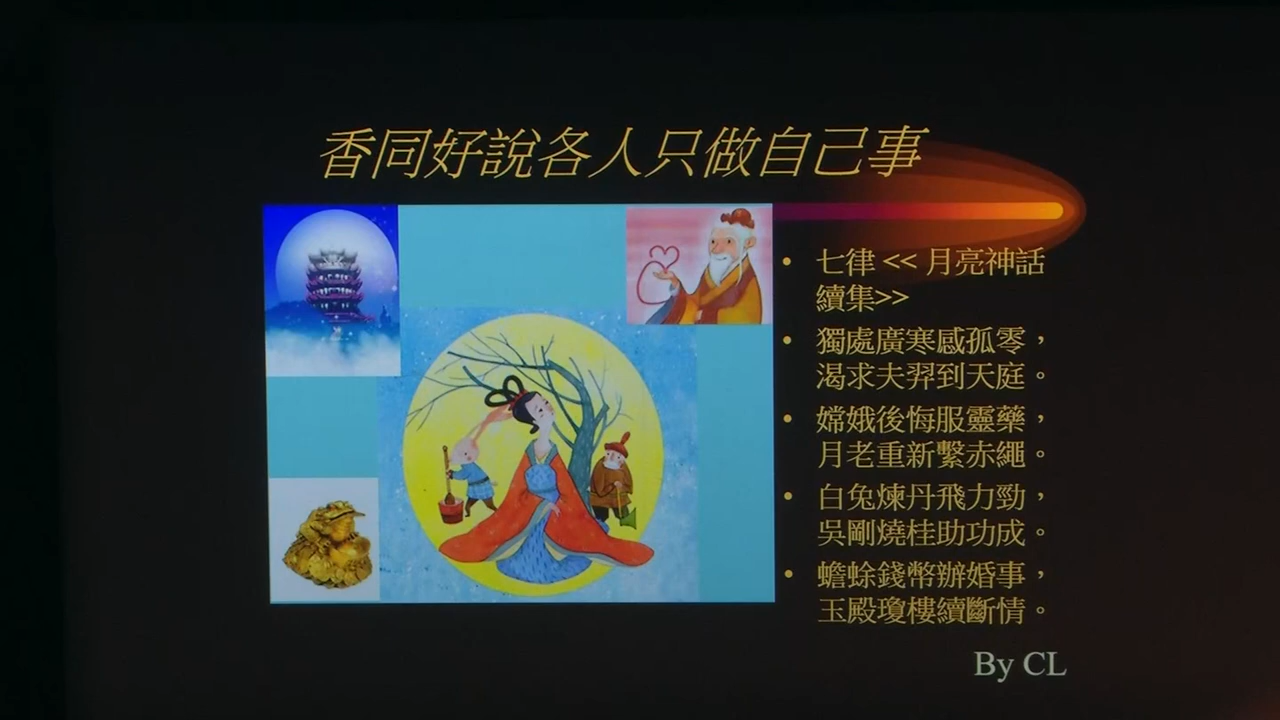 香同好說各人只做自己事
• 七律 << 月亮神話
續集>>
• 獨處廣寒感孤零，
渴求夫羿到天庭。
• 嫦娥後悔服靈藥，
月老重新繫赤繩。
• 白兔煉丹飛力勁，
吳剛燒桂助功成。
• 蟾蜍錢幣辦婚事，
玉殿瓊樓續斷情。
By CL